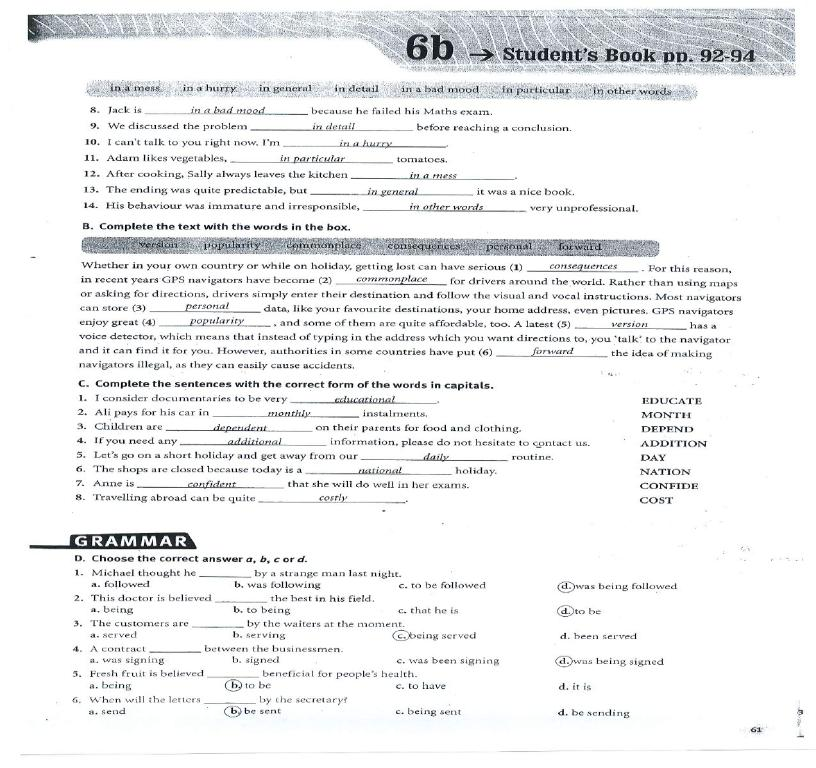 6b → Student's Book pp. 92-94
in a mess in a hurry in general in detail in a bad mood in particular in other words
8. Jack is in a bad mood because he failed his Maths exam.
9. We discussed the problem in detail before reaching a conclusion.
10. I can't talk to you right now. I'm in a hurry.
11. Adam likes vegetables, in particular tomatoes.
12. After cooking, Sally always leaves the kitchen in a mess.
13. The ending was quite predictable, but in general it was a nice book.
14. His behaviour was immature and irresponsible, in other words very unprofessional.
B. Complete the text with the words in the box.
version popularity commonplace consequences personal forward
Whether in your own country or while on holiday, getting lost can have serious (1) consequences. For this reason,
in recent years GPS navigators have become (2) commonplace for drivers around the world. Rather than using maps
or asking for directions, drivers simply enter their destination and follow the visual and vocal instructions. Most navigators
can store (3) personal data, like your favourite destinations, your home address, even pictures. GPS navigators
enjoy great (4) popularity, and some of them are quite affordable, too. A latest (5) version has a
voice detector, which means that instead of typing in the address which you want directions to, you 'talk' to the navigator
and it can find it for you. However, authorities in some countries have put (6) forward the idea of making
navigators illegal, as they can easily cause accidents.
C. Complete the sentences with the correct form of the words in capitals.
1. I consider documentaries to be very educational. EDUCATE
2. Ali pays for his car in monthly instalments. MONTH
3. Children are dependent on their parents for food and clothing. DEPEND
4. If you need any additional information, please do not hesitate to contact us. ADDITION
5. Let's go on a short holiday and get away from our daily routine. DAY
6. The shops are closed because today is a national holiday. NATION
7. Anne is confident that she will do well in her exams. CONFIDE
8. Travelling abroad can be quite costly. COST
GRAMMAR
D. Choose the correct answer a, b, c or d.
1. Michael thought he ________ by a strange man last night.
a. followed b. was following c. to be followed d. was being followed
2. This doctor is believed ________ the best in his field.
a. being b. to being c. that he is d. to be
3. The customers are ________ by the waiters at the moment.
a. served b. serving c. being served d. been served
4. A contract ________ between the businessmen.
a. was signing b. signed c. was been signing d. was being signed
5. Fresh fruit is believed ________ beneficial for people's health.
a. being b. to be c. to have d. it is
6. When will the letters ________ by the secretary?
a. send b. be sent c. being sent d. be sending
61